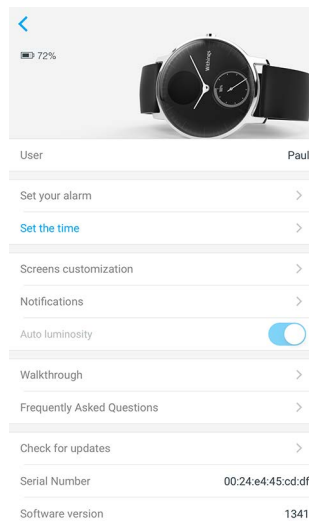 72%
Withings
User Paul
Set your alarm
Set the time
Screens customization
Notifications
Auto luminosity
Walkthrough
Frequently Asked Questions
Check for updates
Serial Number 00:24:e4:45:cd:df
Software version 1341